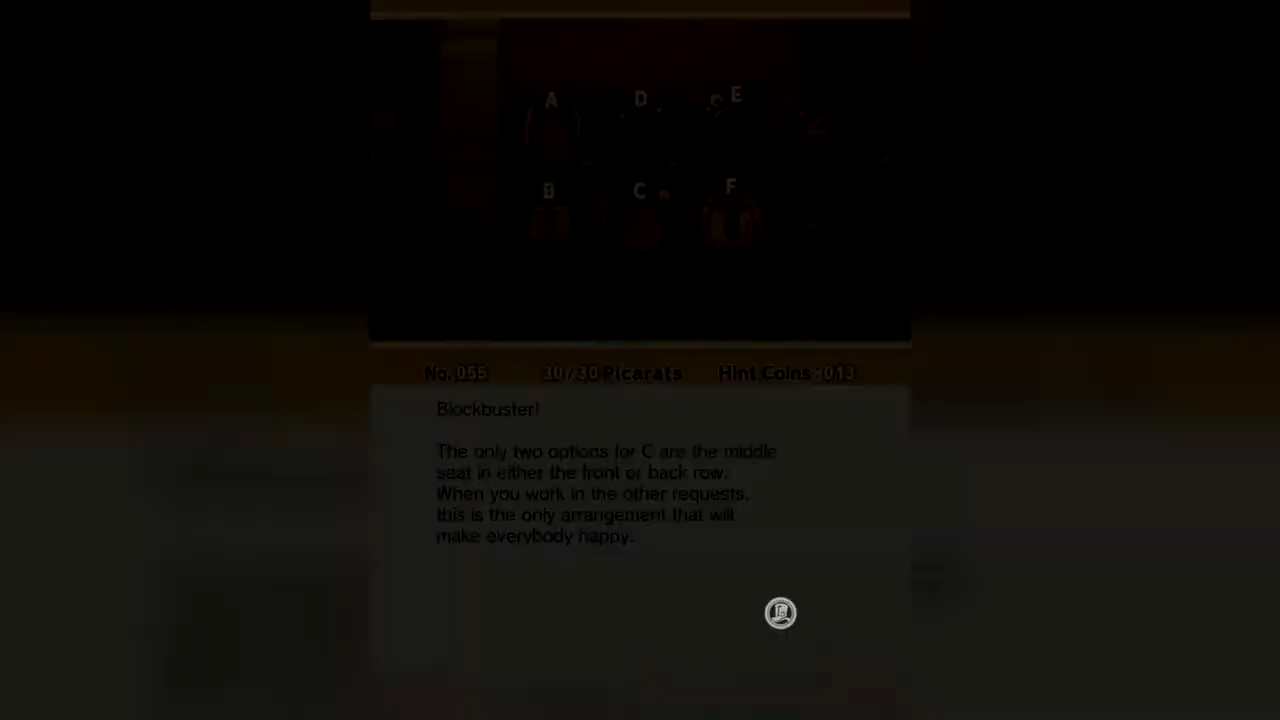 A D E
B C F
No. 055 30/30 Picarats Hint Coins: 013
Blockbuster!
The only two options for C are the middle
seat in either the front or back row.
When you work in the other requests,
this is the only arrangement that will
make everybody happy.